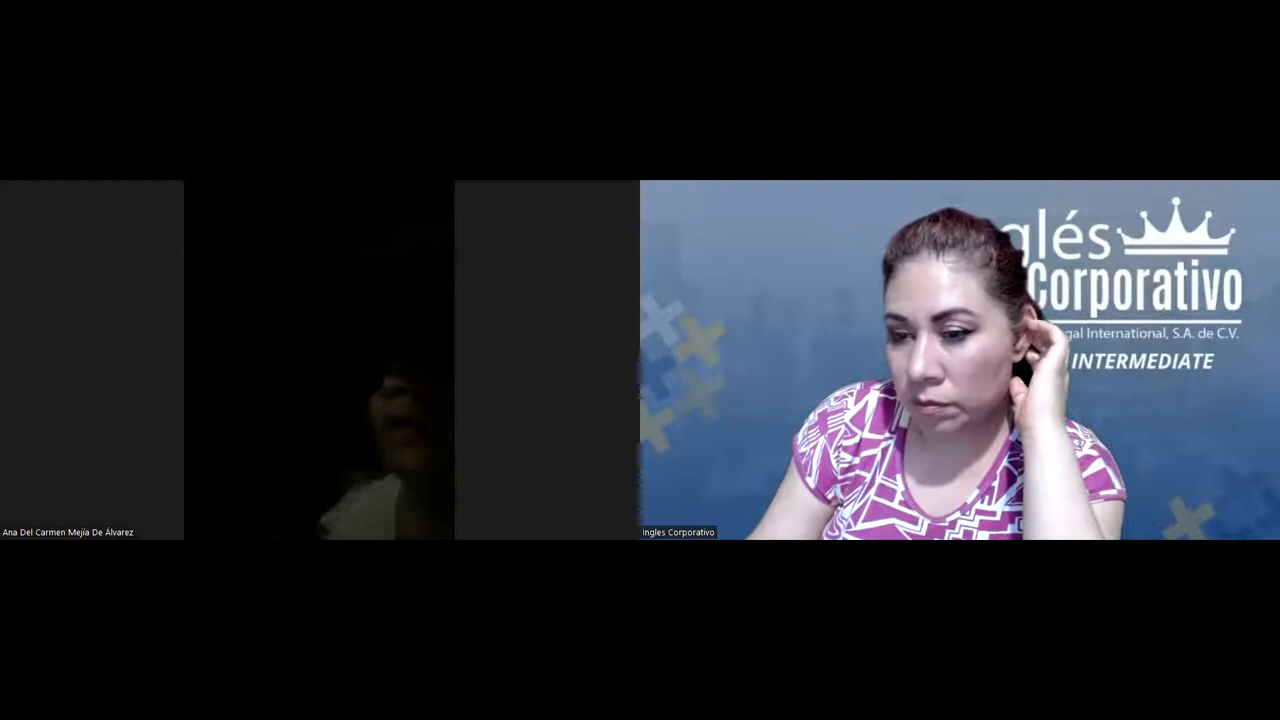 glés
Corporativo
gal International, S.A. de C.V.
INTERMEDIATE
Ana Del Carmen Mejía De Álvarez
Ingles Corporativo